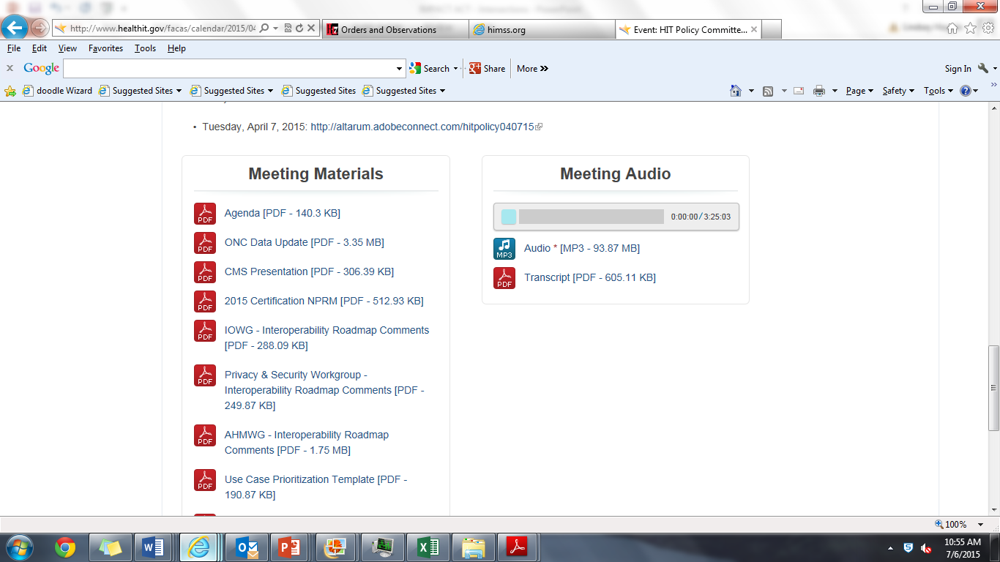 http://www.healthit.gov/facas/calendar/2015/04
Orders and Observations
himss.org
Event: HIT Policy Committe...
File Edit View Favorites Tools Help
x Google Search Share More » Sign In
doodle Wizard Suggested Sites Suggested Sites Suggested Sites Suggested Sites Page Safety Tools
• Tuesday, April 7, 2015: http://altarum.adobeconnect.com/hitpolicy040715
Meeting Materials
PDF Agenda [PDF - 140.3 KB]
PDF ONC Data Update [PDF - 3.35 MB]
PDF CMS Presentation [PDF - 306.39 KB]
PDF 2015 Certification NPRM [PDF - 512.93 KB]
PDF IOWG - Interoperability Roadmap Comments
[PDF - 288.09 KB]
PDF Privacy & Security Workgroup -
Interoperability Roadmap Comments [PDF -
249.87 KB]
PDF AHMWG - Interoperability Roadmap
Comments [PDF - 1.75 MB]
PDF Use Case Prioritization Template [PDF -
190.87 KB]
Meeting Audio
0:00:00/3:25:03
MP3 Audio * [MP3 - 93.87 MB]
PDF Transcript [PDF - 605.11 KB]
100%
10:55 AM
7/6/2015